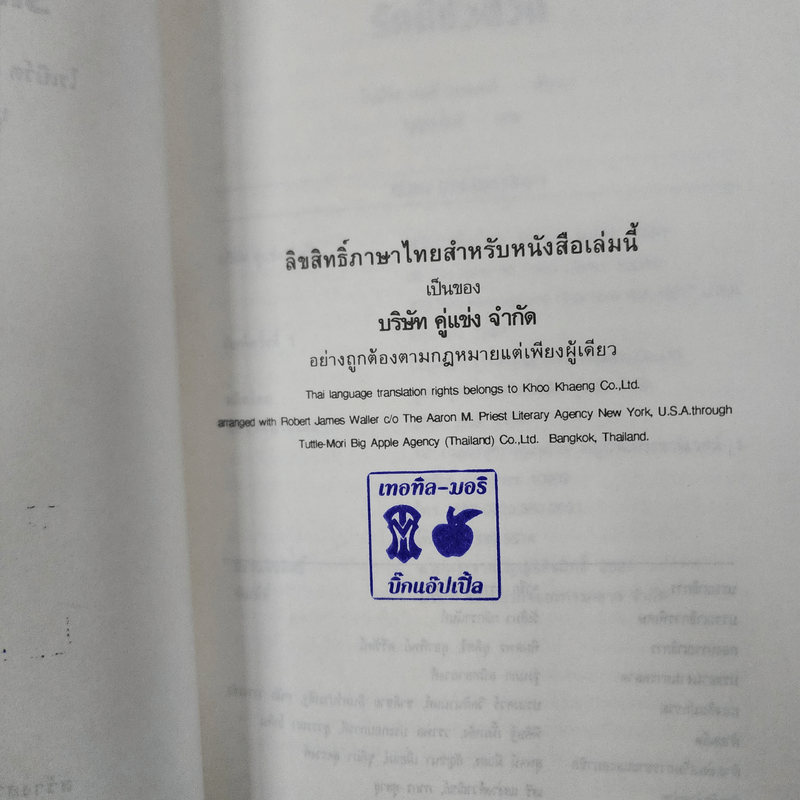 ลิขสิทธิ์ภาษาไทยสำหรับหนังสือเล่มนี้
เป็นของ
บริษัท คู่แข่ง จำกัด
อย่างถูกต้องตามกฎหมายแต่เพียงผู้เดียว
Thai language translation rights belongs to Khoo Khaeng Co.,Ltd.
arranged with Robert James Waller c/o The Aaron M. Priest Literary Agency New York, U.S.A.through
Tuttle-Mori Big Apple Agency (Thailand) Co.,Ltd. Bangkok, Thailand.
เทอทิล-มอริ
บิ๊กแอ๊ปเปิ้ล